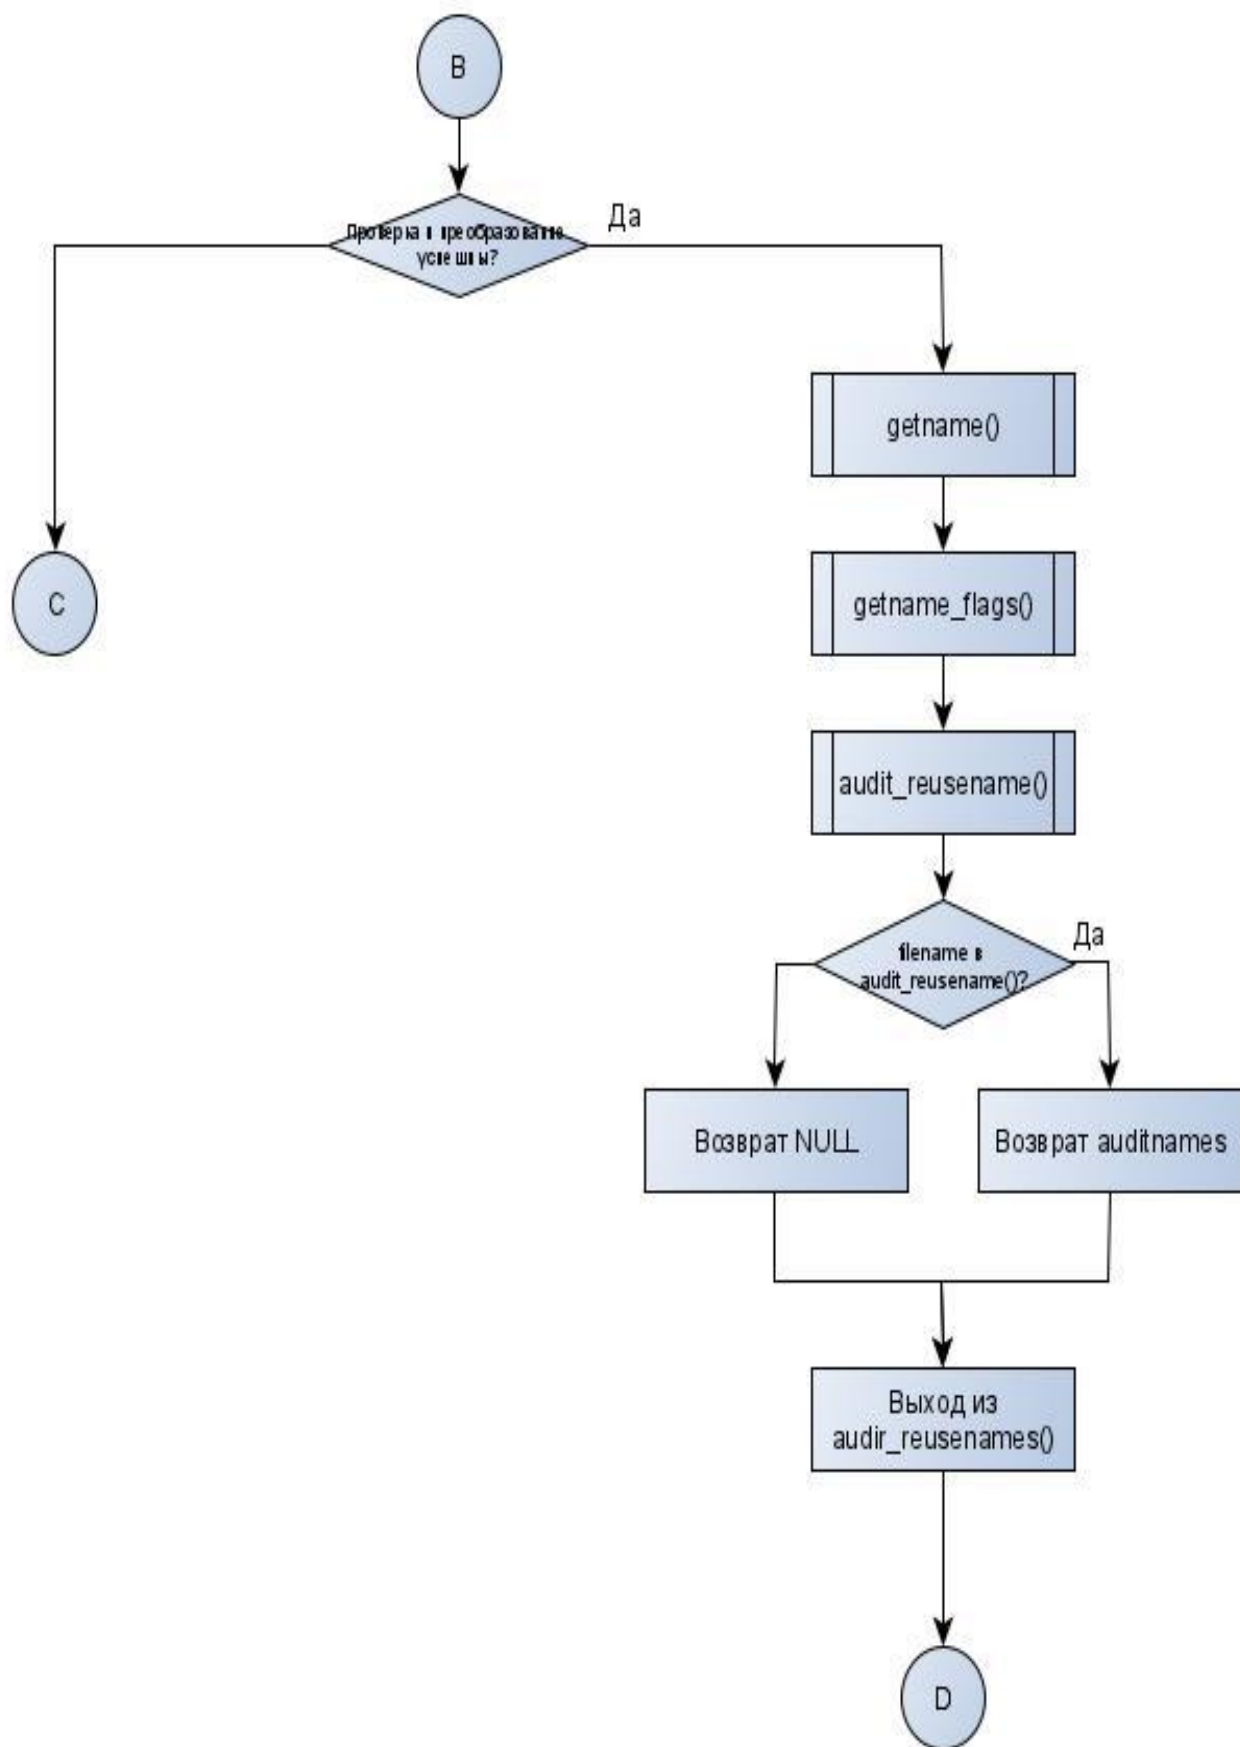 B
Проверка и преобразование
успешны?
Да
getname()
C
getname_flags()
audit_reusename()
Да
filename в
audit_reusename()?
Возврат NULL
Возврат auditnames
Выход из
audir_reusenames()
D